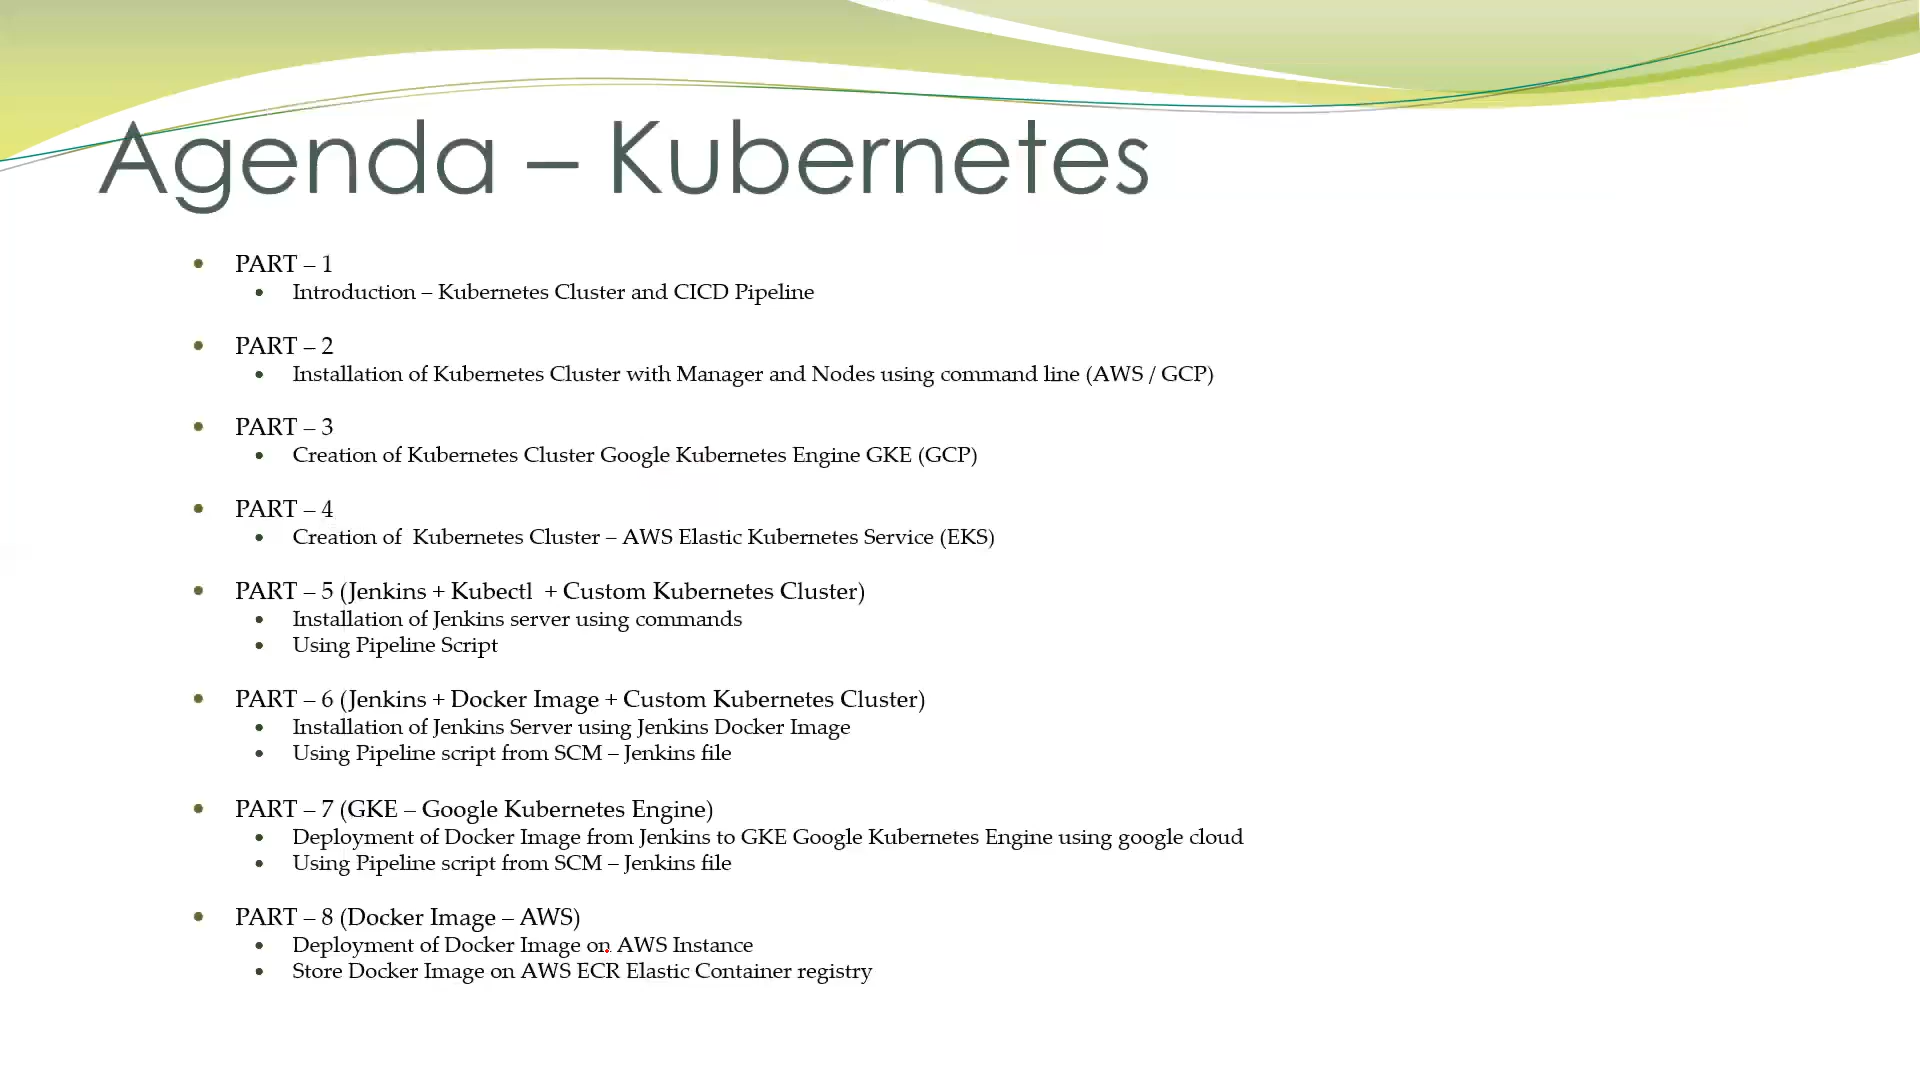 Agenda – Kubernetes
• PART – 1
• Introduction – Kubernetes Cluster and CICD Pipeline
• PART – 2
• Installation of Kubernetes Cluster with Manager and Nodes using command line (AWS / GCP)
• PART – 3
• Creation of Kubernetes Cluster Google Kubernetes Engine GKE (GCP)
• PART – 4
• Creation of  Kubernetes Cluster – AWS Elastic Kubernetes Service (EKS)
• PART – 5 (Jenkins + Kubectl  + Custom Kubernetes Cluster)
• Installation of Jenkins server using commands
• Using Pipeline Script
• PART – 6 (Jenkins + Docker Image + Custom Kubernetes Cluster)
• Installation of Jenkins Server using Jenkins Docker Image
• Using Pipeline script from SCM – Jenkins file
• PART – 7 (GKE – Google Kubernetes Engine)
• Deployment of Docker Image from Jenkins to GKE Google Kubernetes Engine using google cloud
• Using Pipeline script from SCM – Jenkins file
• PART – 8 (Docker Image – AWS)
• Deployment of Docker Image on AWS Instance
• Store Docker Image on AWS ECR Elastic Container registry